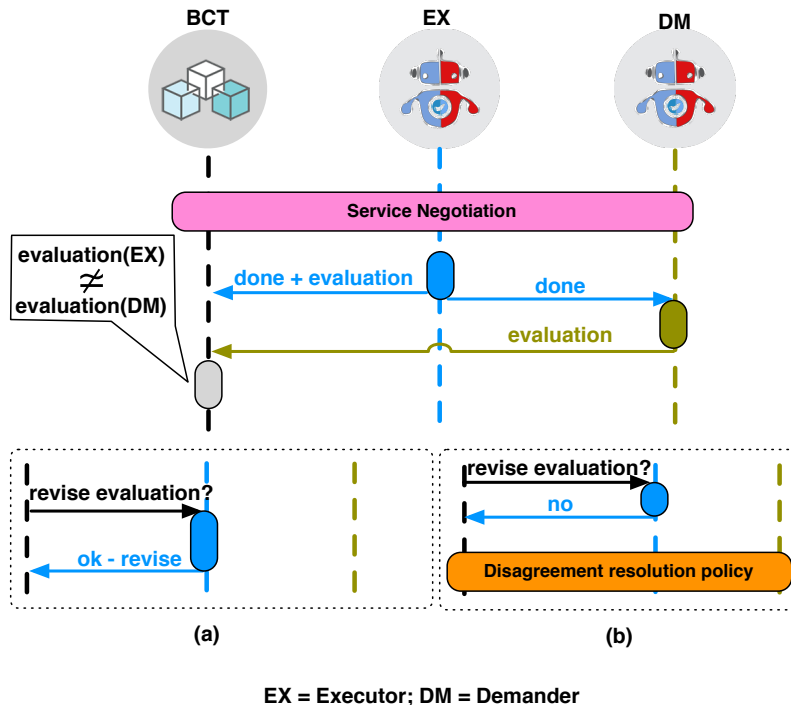 BCT
EX
DM
Service Negotiation
evaluation(EX)
≠
evaluation(DM)
done + evaluation
done
evaluation
revise evaluation?
ok - revise
revise evaluation?
no
Disagreement resolution policy
(a)
(b)
EX = Executor; DM = Demander